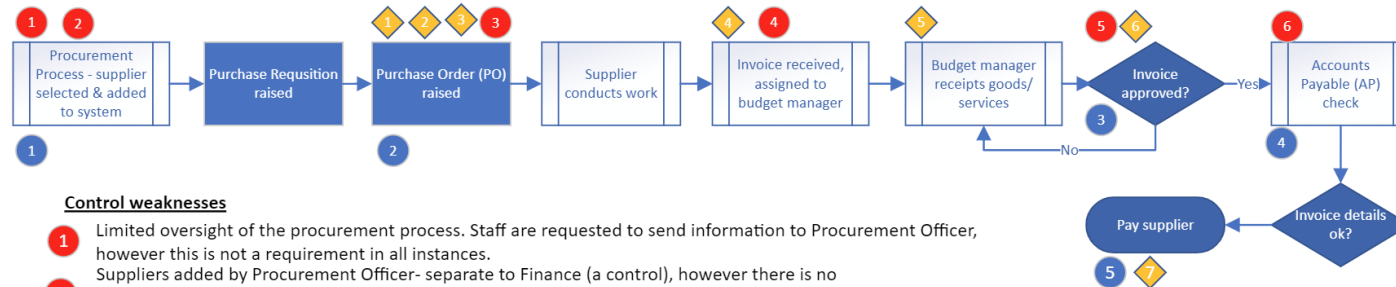 1
2
1
2
3
3
4
4
5
5
6
6
Procurement
Process - supplier
selected & added
to system
Purchase Requsition
raised
Purchase Order (PO)
raised
Supplier
conducts work
Invoice received,
assigned to
budget manager
Budget manager
receipts goods/
services
Invoice
approved?
Yes
Accounts
Payable (AP)
check
1
2
3
4
No
Control weaknesses
1
Limited oversight of the procurement process. Staff are requested to send information to Procurement Officer,
however this is not a requirement in all instances.
Suppliers added by Procurement Officer- separate to Finance (a control), however there is no
Pay supplier
Invoice details
ok?
5
7